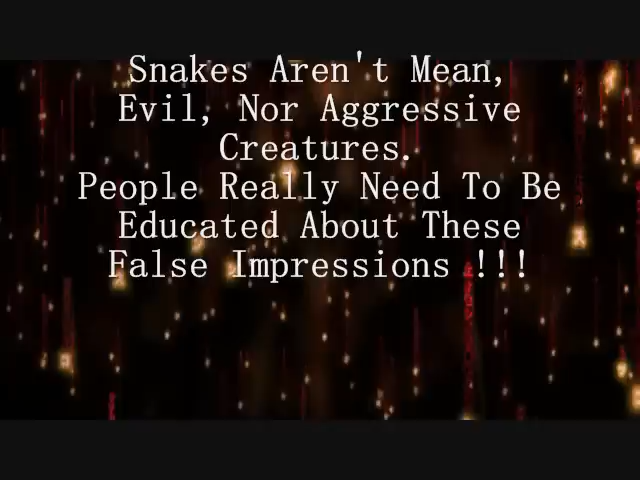 Snakes Aren't Mean,
Evil, Nor Aggressive
Creatures.
People Really Need To Be
Educated About These
False Impressions !!!